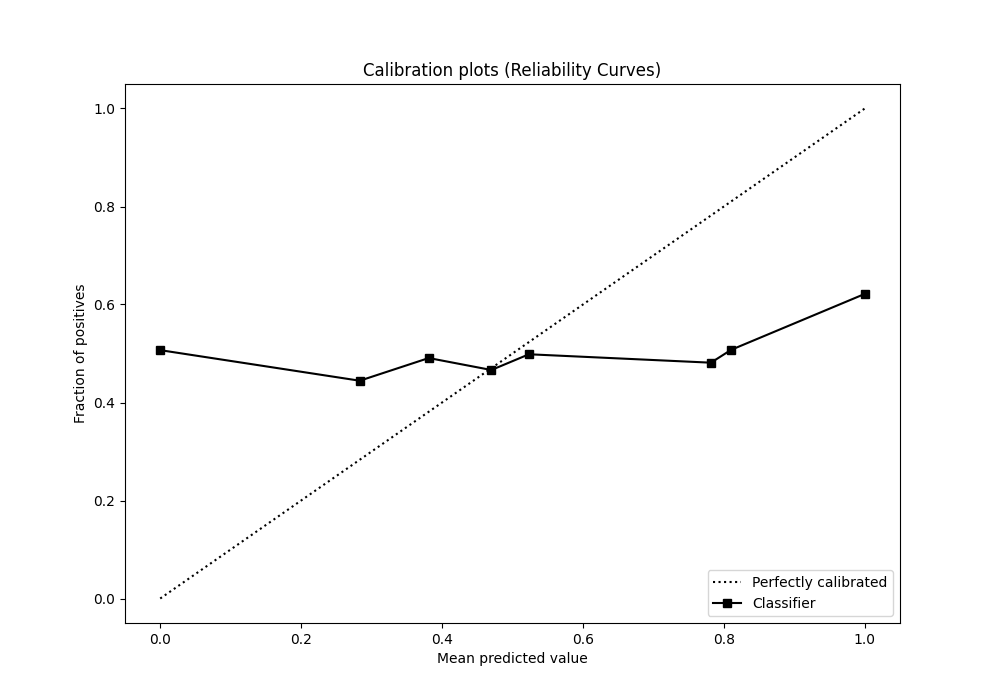 Calibration plots (Reliability Curves)
1.0
0.8
0.6
0.4
0.2
0.0
Fraction of positives
0.0 0.2 0.4 0.6 0.8 1.0
Mean predicted value
Perfectly calibrated
Classifier